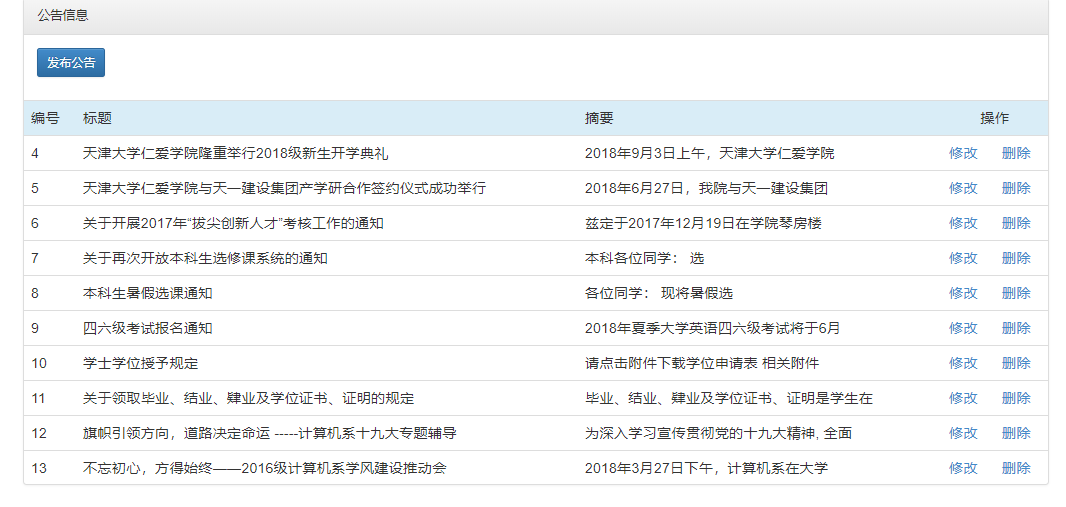 公告信息
发布公告
编号 标题 摘要 操作
4 天津大学仁爱学院隆重举行2018级新生开学典礼 2018年9月3日上午，天津大学仁爱学院 修改 删除
5 天津大学仁爱学院与天一建设集团产学研合作签约仪式成功举行 2018年6月27日，我院与天一建设集团 修改 删除
6 关于开展2017年“拔尖创新人才”考核工作的通知 兹定于2017年12月19日在学院琴房楼 修改 删除
7 关于再次开放本科生选修课系统的通知 本科各位同学： 选 修改 删除
8 本科生暑假选课通知 各位同学： 现将暑假选 修改 删除
9 四六级考试报名通知 2018年夏季大学英语四六级考试将于6月 修改 删除
10 学士学位授予规定 请点击附件下载学位申请表 相关附件 修改 删除
11 关于领取毕业、结业、肄业及学位证书、证明的规定 毕业、结业、肄业及学位证书、证明是学生在 修改 删除
12 旗帜引领方向，道路决定命运 -----计算机系十九大专题辅导 为深入学习宣传贯彻党的十九大精神, 全面 修改 删除
13 不忘初心，方得始终——2016级计算机系学风建设推动会 2018年3月27日下午，计算机系在大学 修改 删除